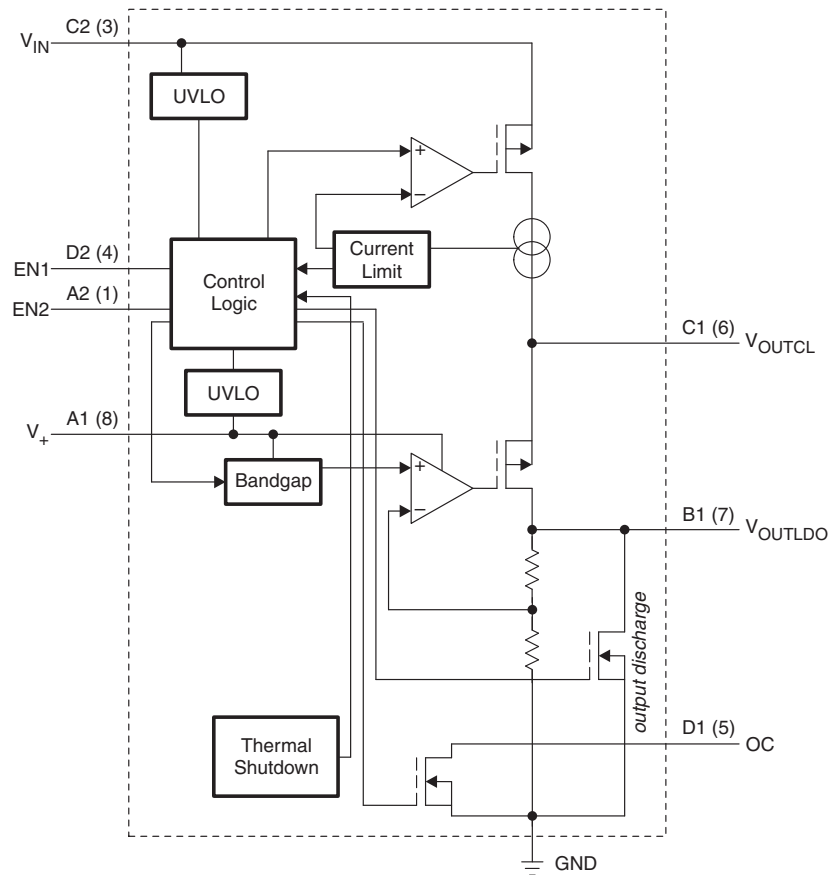 C2 (3)
V_IN
UVLO
+
−
D2 (4)
EN1
Control
Logic
Current
Limit
A2 (1)
EN2
C1 (6)
V_OUTCL
UVLO
A1 (8)
V_+
Bandgap
+
−
B1 (7)
V_OUTLDO
output discharge
D1 (5)
OC
Thermal
Shutdown
GND